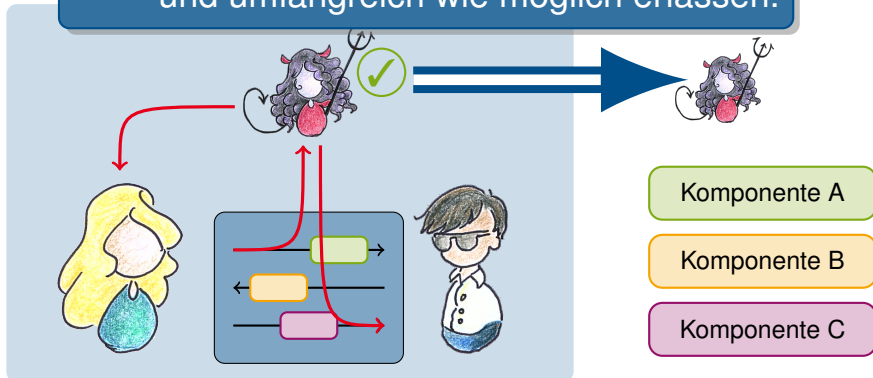 und umfangreich wie möglich erfassen.
Komponente A
Komponente B
Komponente C